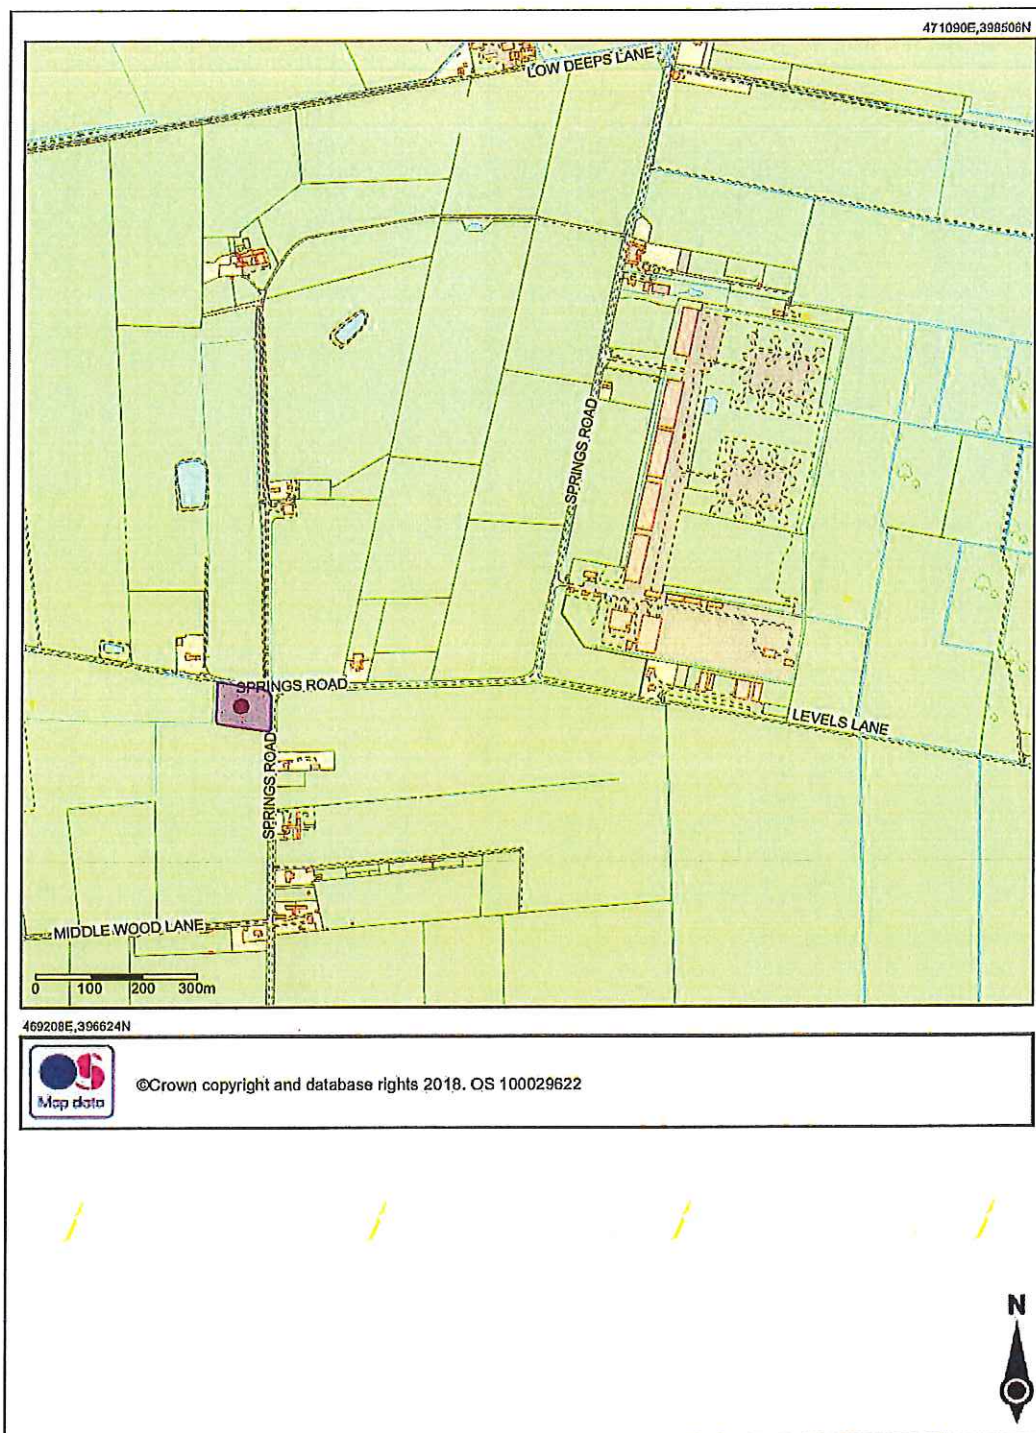 471090E,398506N
LOW DEEPS LANE
SPRINGS ROAD
SPRINGS ROAD
SPRINGS ROAD
LEVELS LANE
MIDDLE WOOD LANE
0 100 200 300m
469208E,396624N
OS
Map data
©Crown copyright and database rights 2018. OS 100029622
N